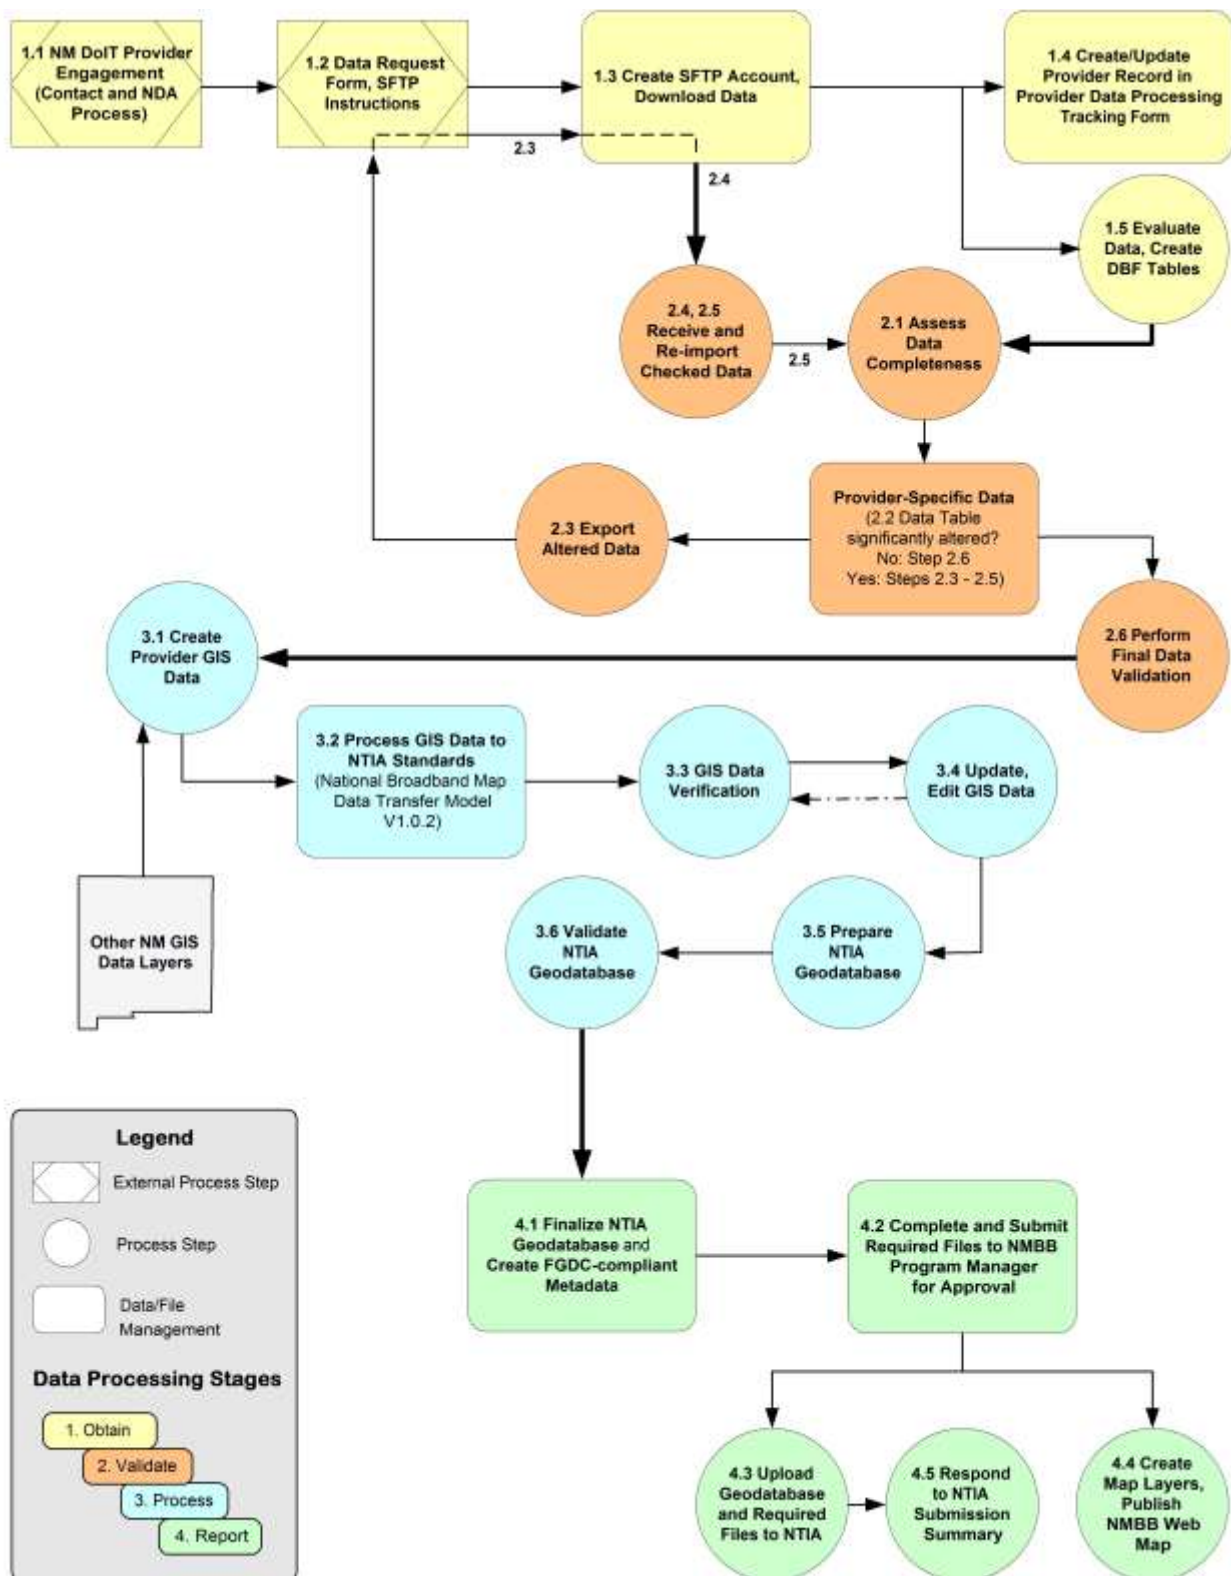 1.1 NM DoIT Provider
Engagement
(Contact and NDA
Process)
1.2 Data Request
Form, SFTP
Instructions
1.3 Create SFTP Account,
Download Data
1.4 Create/Update
Provider Record in
Provider Data Processing
Tracking Form
2.3
2.4
1.5 Evaluate
Data, Create
DBF Tables
2.4, 2.5
Receive and
Re-import
Checked Data
2.5
2.1 Assess
Data
Completeness
2.3 Export
Altered Data
Provider-Specific Data
(2.2 Data Table
significantly altered?
No: Step 2.6
Yes: Steps 2.3 - 2.5)
2.6 Perform
Final Data
Validation
3.1 Create
Provider GIS
Data
3.2 Process GIS Data to
NTIA Standards
(National Broadband Map
Data Transfer Model
V1.0.2)
3.3 GIS Data
Verification
3.4 Update,
Edit GIS Data
Other NM GIS
Data Layers
3.6 Validate
NTIA
Geodatabase
3.5 Prepare
NTIA
Geodatabase
Legend
External Process Step
Process Step
Data/File
Management
Data Processing Stages
1. Obtain
2. Validate
3. Process
4. Report
4.1 Finalize NTIA
Geodatabase and
Create FGDC-compliant
Metadata
4.2 Complete and Submit
Required Files to NMBB
Program Manager
for Approval
4.3 Upload
Geodatabase
and Required
Files to NTIA
4.5 Respond
to NTIA
Submission
Summary
4.4 Create
Map Layers,
Publish
NMBB Web
Map